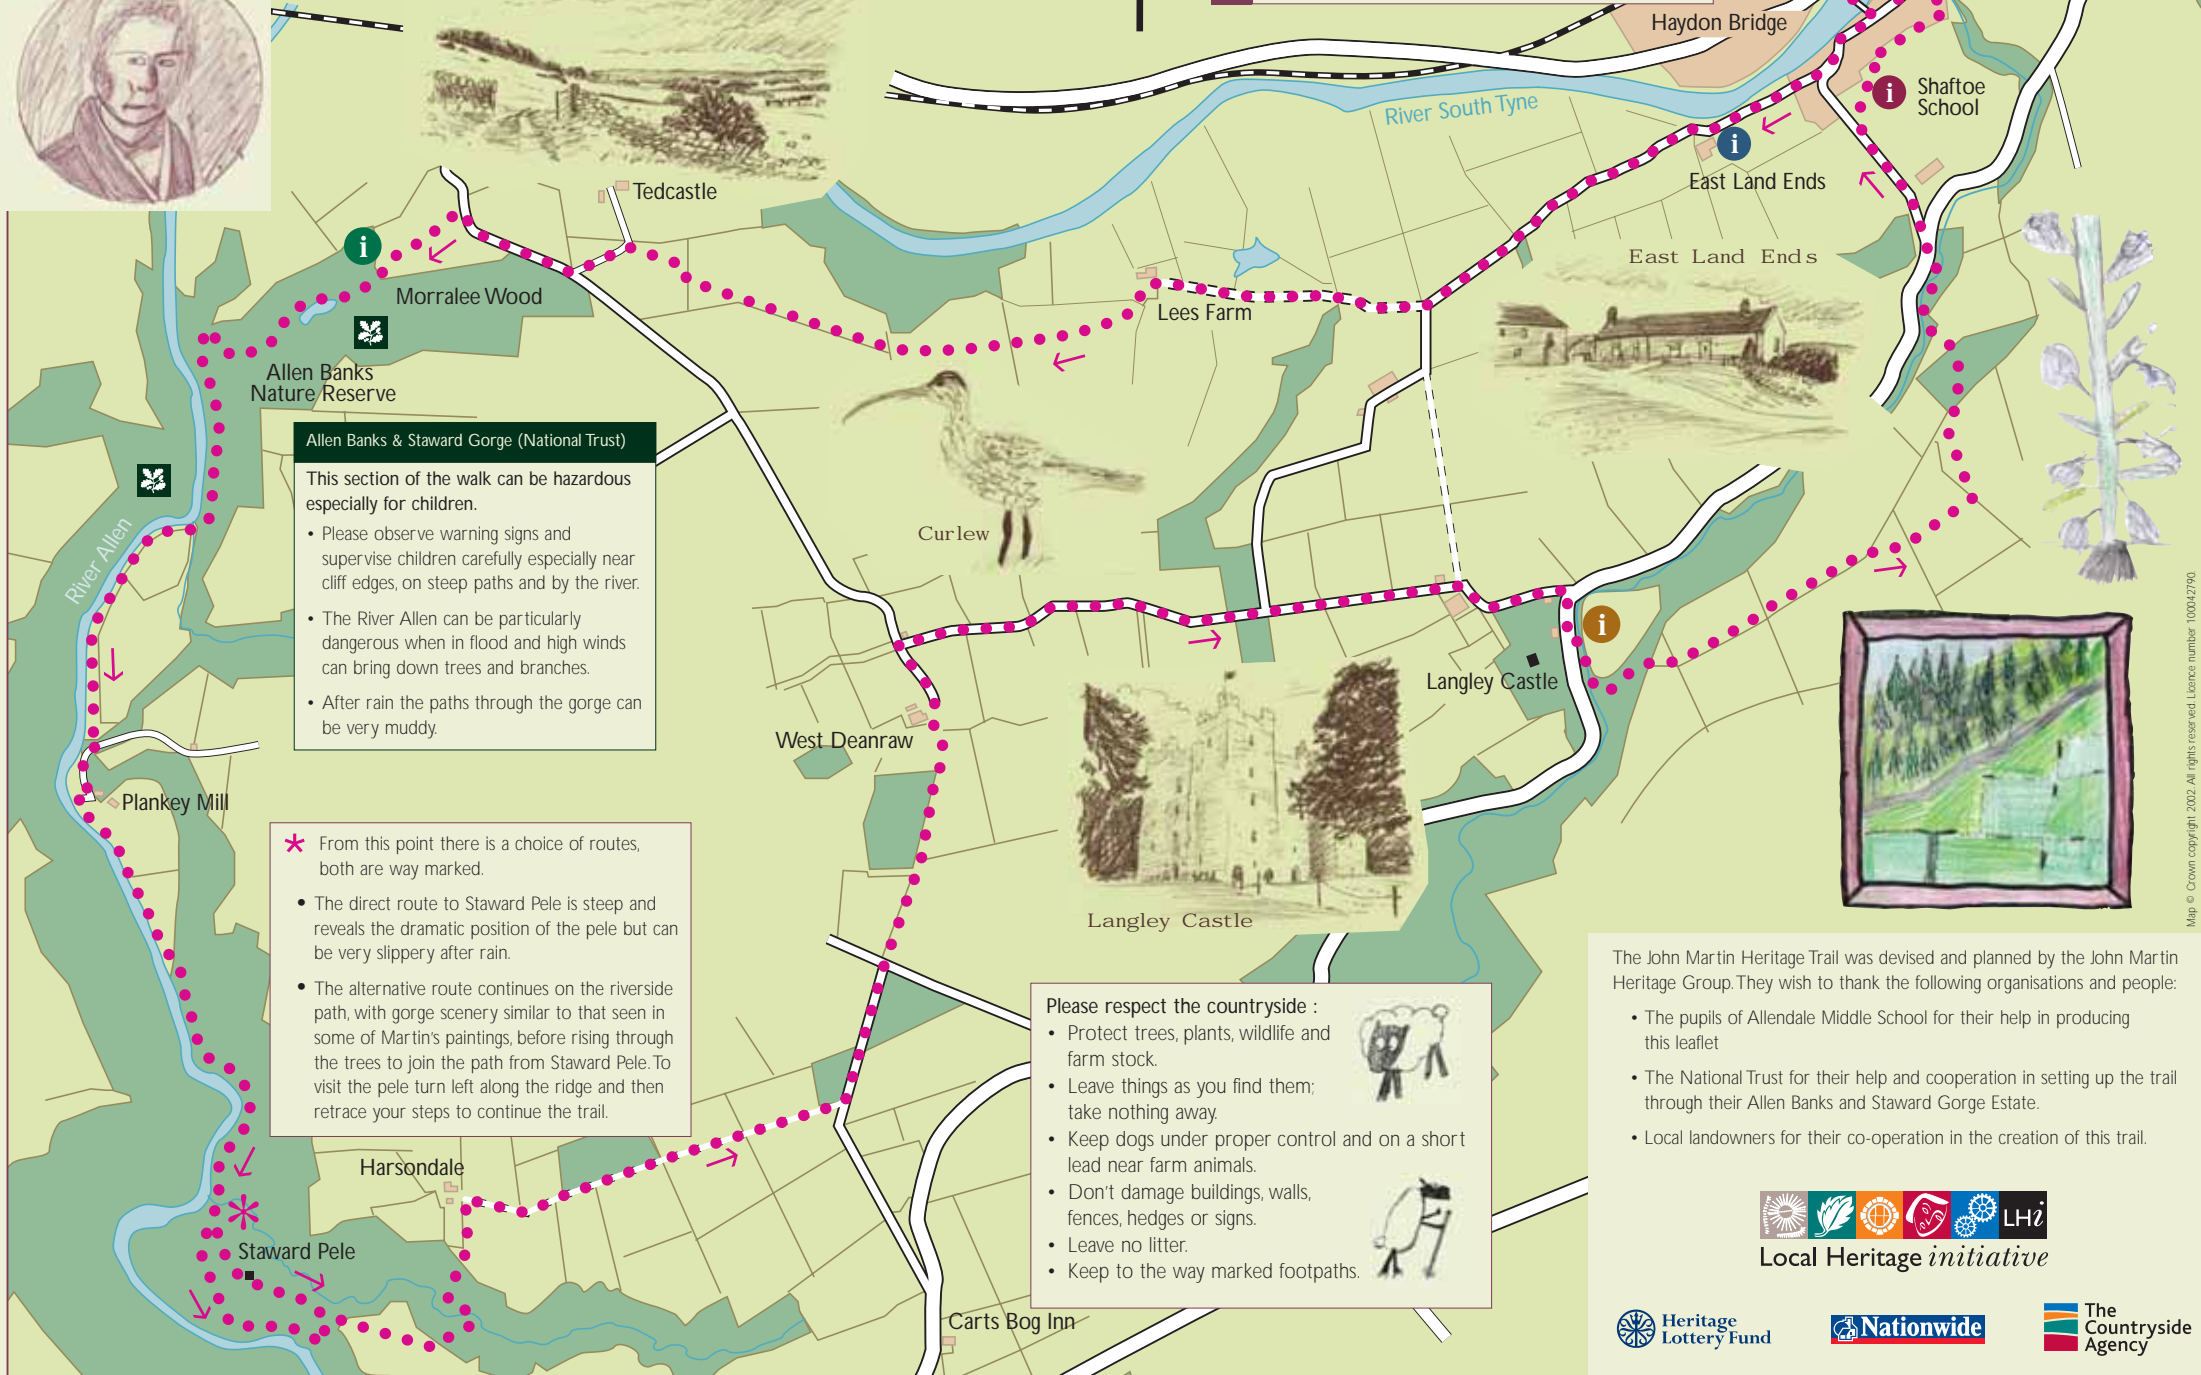 Haydon Bridge
i
Shaftoe
School
River South Tyne
i
East Land Ends
Tedcastle
East Land Ends
i
Morralee Wood
Lees Farm
Allen Banks
Nature Reserve
Allen Banks & Staward Gorge (National Trust)
This section of the walk can be hazardous
especially for children.
• Please observe warning signs and
supervise children carefully especially near
cliff edges, on steep paths and by the river.
• The River Allen can be particularly
dangerous when in flood and high winds
can bring down trees and branches.
• After rain the paths through the gorge can
be very muddy.
River Allen
Curlew
i
Langley Castle
West Deanraw
Plankey Mill
Langley Castle
* From this point there is a choice of routes,
both are way marked.
• The direct route to Staward Pele is steep and
reveals the dramatic position of the pele but can
be very slippery after rain.
• The alternative route continues on the riverside
path, with gorge scenery similar to that seen in
some of Martin's paintings, before rising through
the trees to join the path from Staward Pele. To
visit the pele turn left along the ridge and then
retrace your steps to continue the trail.
Harsondale
*
Staward Pele
Carts Bog Inn
Please respect the countryside :
• Protect trees, plants, wildlife and
farm stock.
• Leave things as you find them;
take nothing away.
• Keep dogs under proper control and on a short
lead near farm animals.
• Don't damage buildings, walls,
fences, hedges or signs.
• Leave no litter.
• Keep to the way marked footpaths.
Map © Crown copyright 2002. All rights reserved. Licence number 100042790.
The John Martin Heritage Trail was devised and planned by the John Martin
Heritage Group. They wish to thank the following organisations and people:
• The pupils of Allendale Middle School for their help in producing
this leaflet
• The National Trust for their help and cooperation in setting up the trail
through their Allen Banks and Staward Gorge Estate.
• Local landowners for their co-operation in the creation of this trail.
LHi
Local Heritage initiative
Heritage
Lottery Fund
Nationwide
The
Countryside
Agency